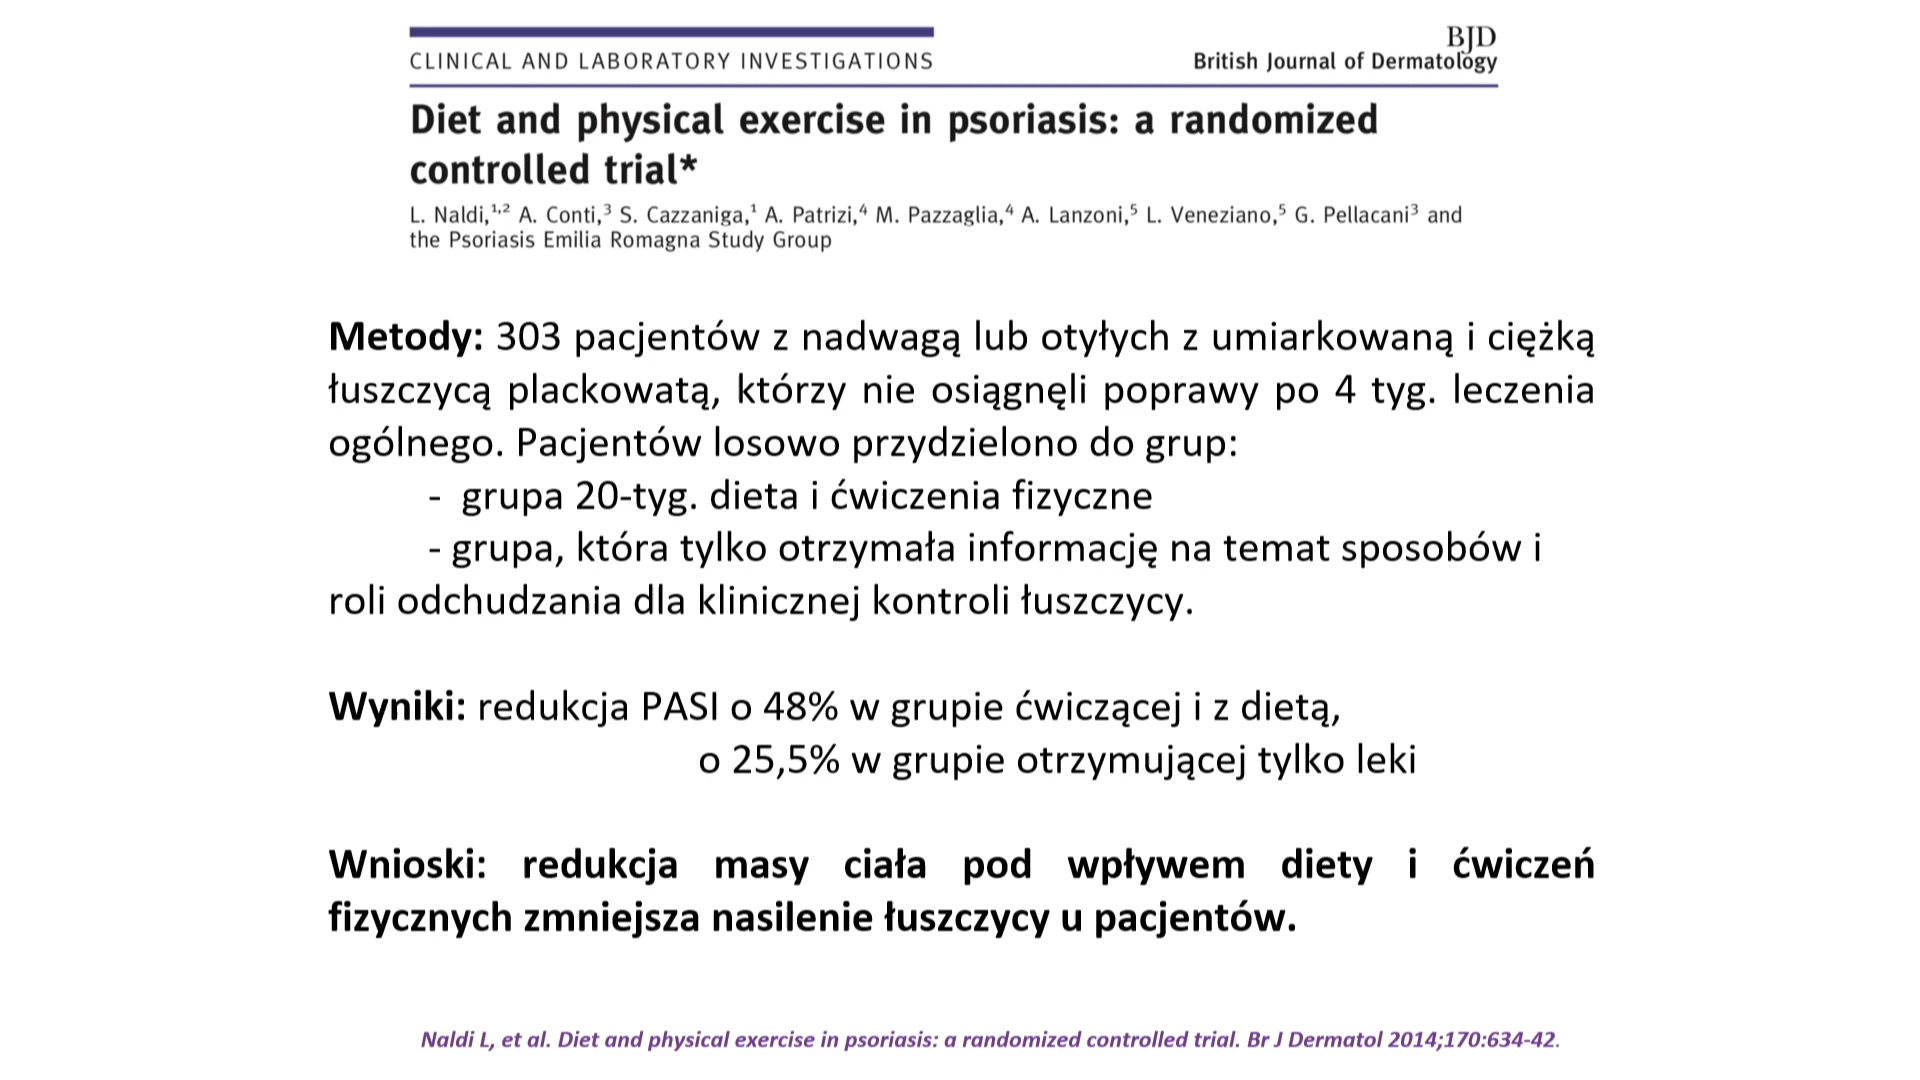 BJD
CLINICAL AND LABORATORY INVESTIGATIONS British Journal of Dermatology
Diet and physical exercise in psoriasis: a randomized
controlled trial*
L. Naldi,¹,² A. Conti,³ S. Cazzaniga,¹ A. Patrizi,⁴ M. Pazzaglia,⁴ A. Lanzoni,⁵ L. Veneziano,⁵ G. Pellacani³ and
the Psoriasis Emilia Romagna Study Group
Metody: 303 pacjentów z nadwagą lub otyłych z umiarkowaną i ciężką
łuszczycą plackowatą, którzy nie osiągnęli poprawy po 4 tyg. leczenia
ogólnego. Pacjentów losowo przydzielono do grup:
- grupa 20-tyg. dieta i ćwiczenia fizyczne
- grupa, która tylko otrzymała informację na temat sposobów i
roli odchudzania dla klinicznej kontroli łuszczycy.
Wyniki: redukcja PASI o 48% w grupie ćwiczącej i z dietą,
o 25,5% w grupie otrzymującej tylko leki
Wnioski: redukcja masy ciała pod wpływem diety i ćwiczeń
fizycznych zmniejsza nasilenie łuszczycy u pacjentów.
Naldi L, et al. Diet and physical exercise in psoriasis: a randomized controlled trial. Br J Dermatol 2014;170:634-42.